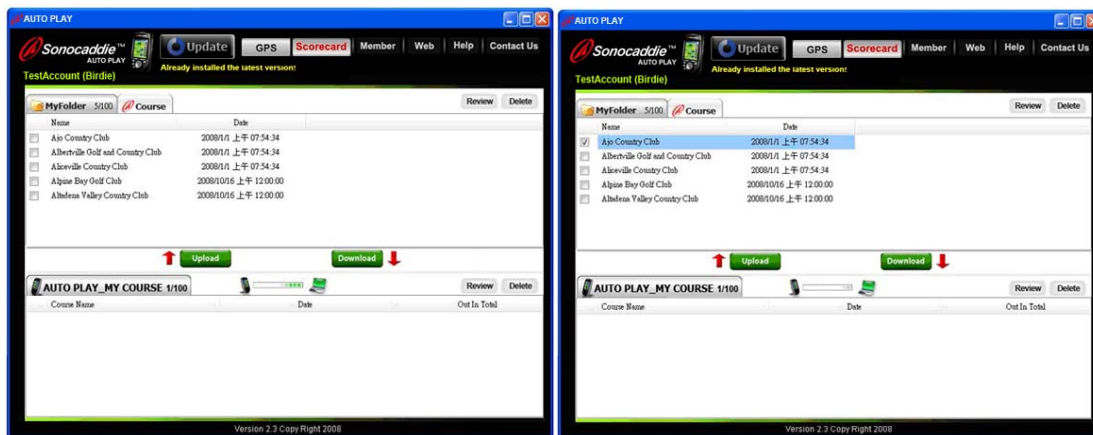 AUTO PLAY
Sonocaddie™
AUTO PLAY
Update
GPS
Scorecard
Member
Web
Help
Contact Us
Already installed the latest version!
TestAccount (Birdie)
MyFolder 5/100
Course
Review
Delete
Name Date
Ajo Country Club 2008/1/1 上午 07:54:34
Albertville Golf and Country Club 2008/1/1 上午 07:54:34
Aliceville Country Club 2008/1/1 上午 07:54:34
Alpine Bay Golf Club 2008/10/16 上午 12:00:00
Altadena Valley Country Club 2008/10/16 上午 12:00:00
Upload
Download
AUTO PLAY_MY COURSE 1/100
Review
Delete
Course Name Date Out In Total
Version 2.3 Copy Right 2008
AUTO PLAY
Sonocaddie™
AUTO PLAY
Update
GPS
Scorecard
Member
Web
Help
Contact Us
Already installed the latest version!
TestAccount (Birdie)
MyFolder 5/100
Course
Review
Delete
Name Date
Ajo Country Club 2008/1/1 上午 07:54:34
Albertville Golf and Country Club 2008/1/1 上午 07:54:34
Aliceville Country Club 2008/1/1 上午 07:54:34
Alpine Bay Golf Club 2008/10/16 上午 12:00:00
Altadena Valley Country Club 2008/10/16 上午 12:00:00
Upload
Download
AUTO PLAY_MY COURSE 1/100
Review
Delete
Course Name Date Out In Total
Version 2.3 Copy Right 2008